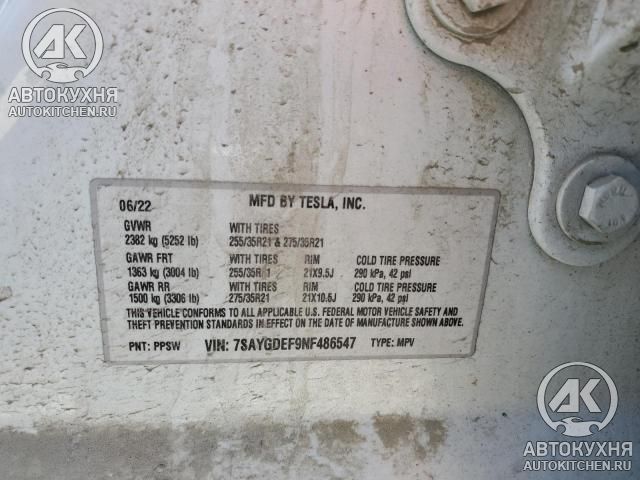 АК
АВТОКУХНЯ
AUTOKITCHEN.RU
06/22 MFD BY TESLA, INC.
GVWR WITH TIRES
2382 kg (5252 lb) 255/35R21 & 275/35R21
GAWR FRT WITH TIRES RIM COLD TIRE PRESSURE
1363 kg (3004 lb) 255/35R 1 21X9.5J 290 kPa, 42 psi
GAWR RR WITH TIRES RIM COLD TIRE PRESSURE
1500 kg (3306 lb) 275/35R21 21X10.5J 290 kPa, 42 psi
THIS VEHICLE CONFORMS TO ALL APPLICABLE U.S. FEDERAL MOTOR VEHICLE SAFETY AND
THEFT PREVENTION STANDARDS IN EFFECT ON THE DATE OF MANUFACTURE SHOWN ABOVE.
PNT: PPSW VIN: 7SAYGDEF9NF486547 TYPE: MPV
АК
АВТОКУХНЯ
AUTOKITCHEN.RU